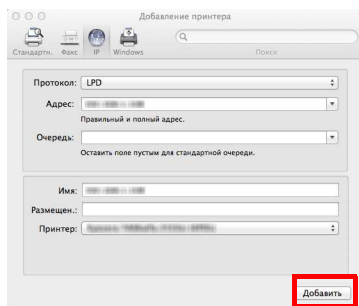 Добавление принтера
Стандартн. Факс IP Windows Поиск
Протокол: LPD
Адрес:
Правильный и полный адрес.
Очередь:
Оставить поле пустым для стандартной очереди.
Имя:
Размещен.:
Принтер:
Добавить